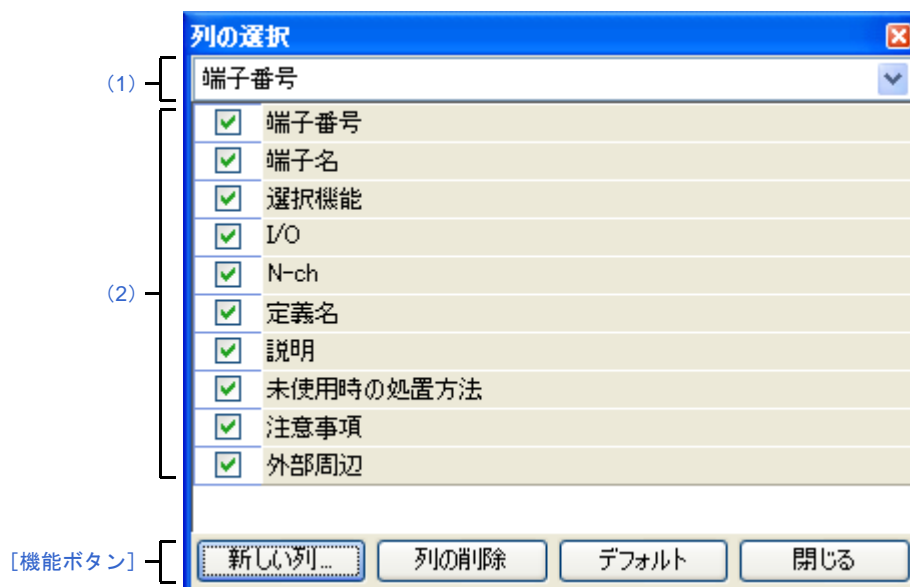 列の選択
(1)
端子番号
端子番号
端子名
選択機能
I/O
N-ch
(2)
定義名
説明
未使用時の処置方法
注意事項
外部周辺
[機能ボタン]
新しい列...
列の削除
デフォルト
閉じる